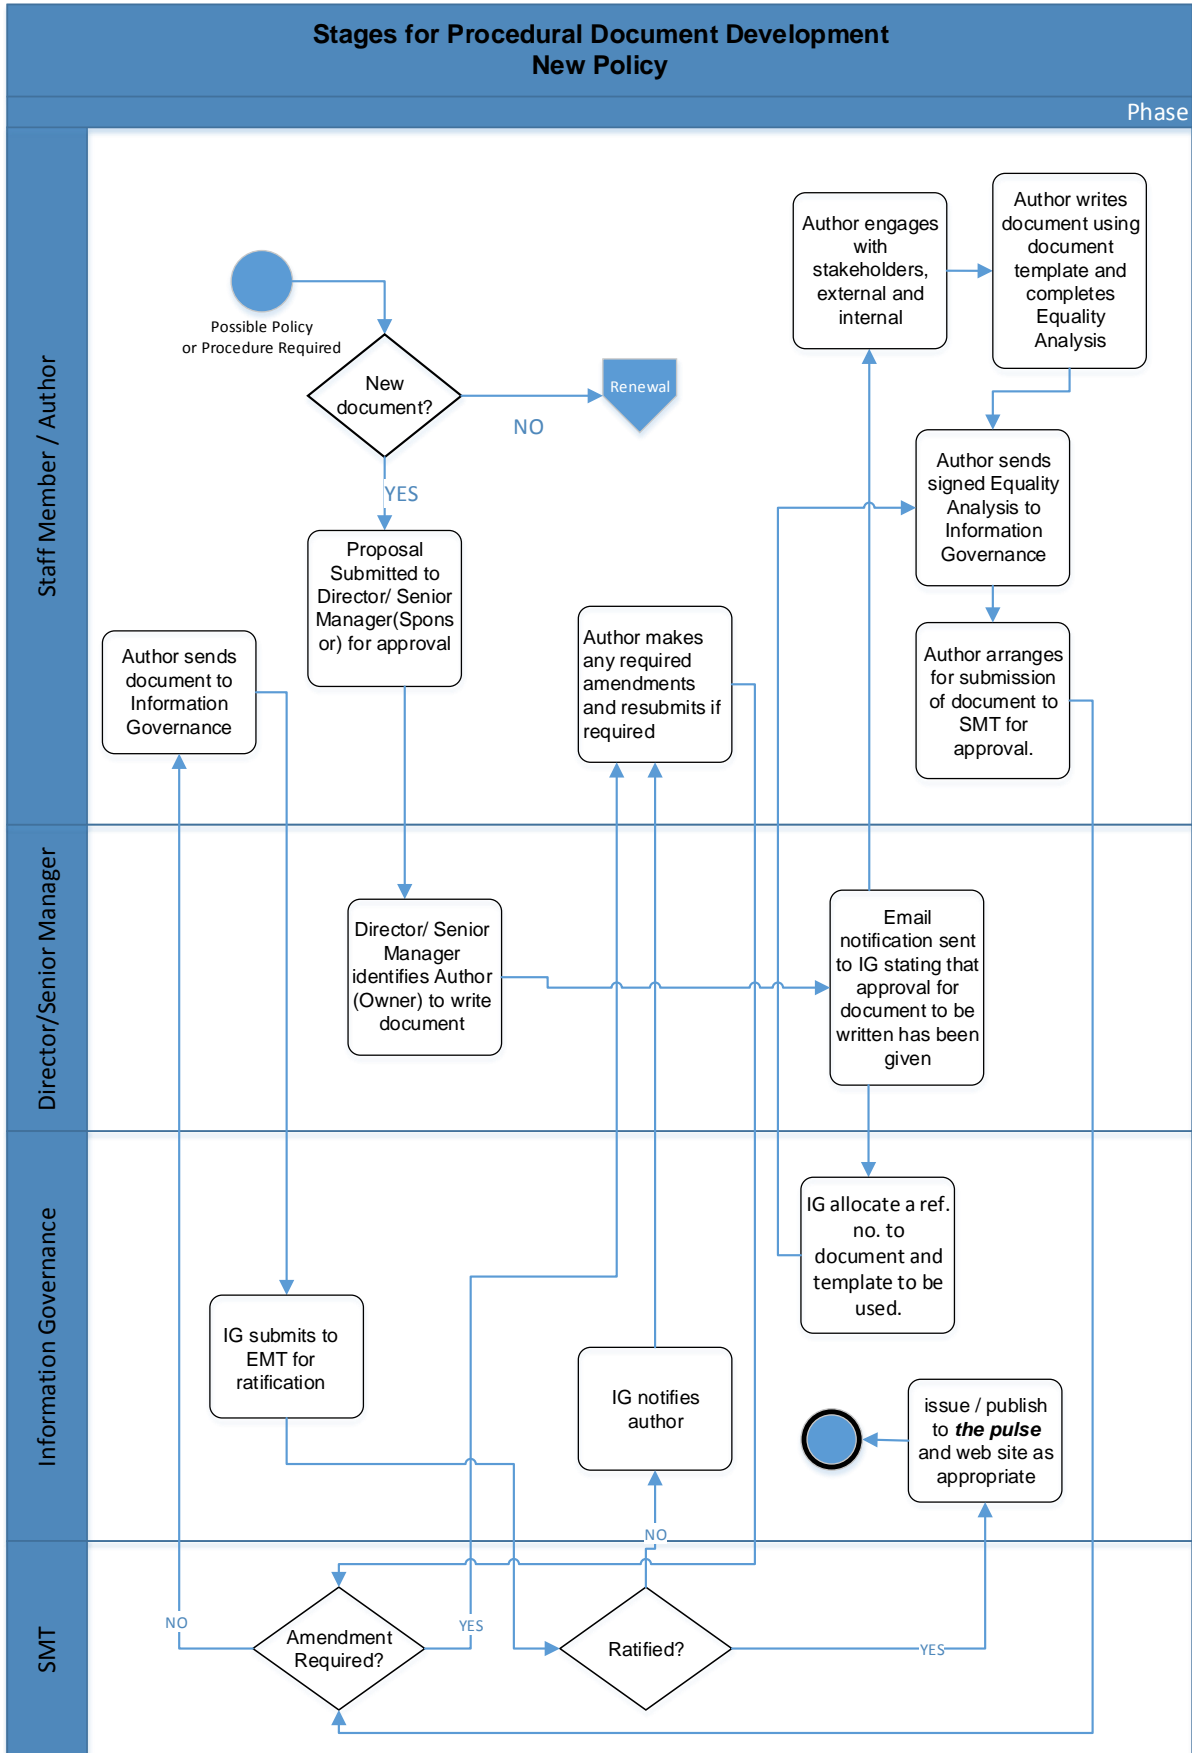 Stages for Procedural Document Development
New Policy
Phase
Staff Member / Author
Possible Policy
or Procedure Required
New
document?
NO
Renewal
YES
Proposal
Submitted to
Director/ Senior
Manager(Spons
or) for approval
Author engages
with
stakeholders,
external and
internal
Author writes
document using
document
template and
completes
Equality
Analysis
Author sends
signed Equality
Analysis to
Information
Governance
Author arranges
for submission
of document to
SMT for
approval.
Author makes
any required
amendments
and resubmits if
required
Author sends
document to
Information
Governance
Director/Senior Manager
Director/ Senior
Manager
identifies Author
(Owner) to write
document
Email
notification sent
to IG stating that
approval for
document to be
written has been
given
Information Governance
IG allocate a ref.
no. to
document and
template to be
used.
IG submits to
EMT for
ratification
IG notifies
author
issue / publish
to the pulse
and web site as
appropriate
NO
SMT
NO
Amendment
Required?
YES
Ratified?
YES